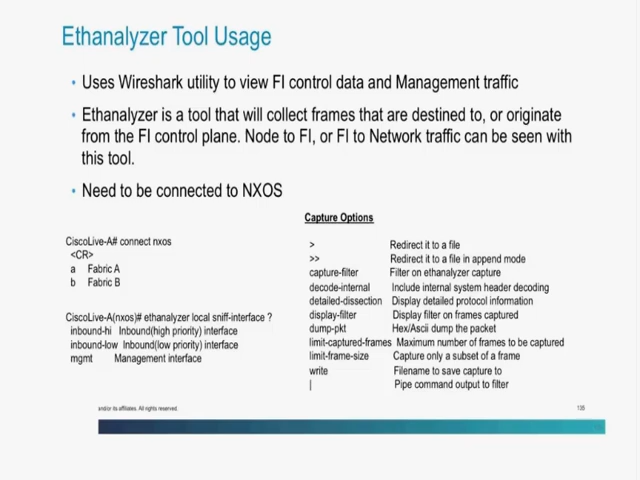 Ethanalyzer Tool Usage
• Uses Wireshark utility to view FI control data and Management traffic
• Ethanalyzer is a tool that will collect frames that are destined to, or originate
from the FI control plane. Node to FI, or FI to Network traffic can be seen with
this tool.
• Need to be connected to NXOS
CiscoLive-A# connect nxos
<CR>
a Fabric A
b Fabric B
CiscoLive-A(nxos)# ethanalyzer local sniff-interface ?
inbound-hi Inbound(high priority) interface
inbound-low Inbound(low priority) interface
mgmt Management interface
Capture Options
> Redirect it to a file
>> Redirect it to a file in append mode
capture-filter Filter on ethanalyzer capture
decode-internal Include internal system header decoding
detailed-dissection Display detailed protocol information
display-filter Display filter on frames captured
dump-pkt Hex/Ascii dump the packet
limit-captured-frames Maximum number of frames to be captured
limit-frame-size Capture only a subset of a frame
write Filename to save capture to
| Pipe command output to filter
and/or its affiliates. All rights reserved.
135